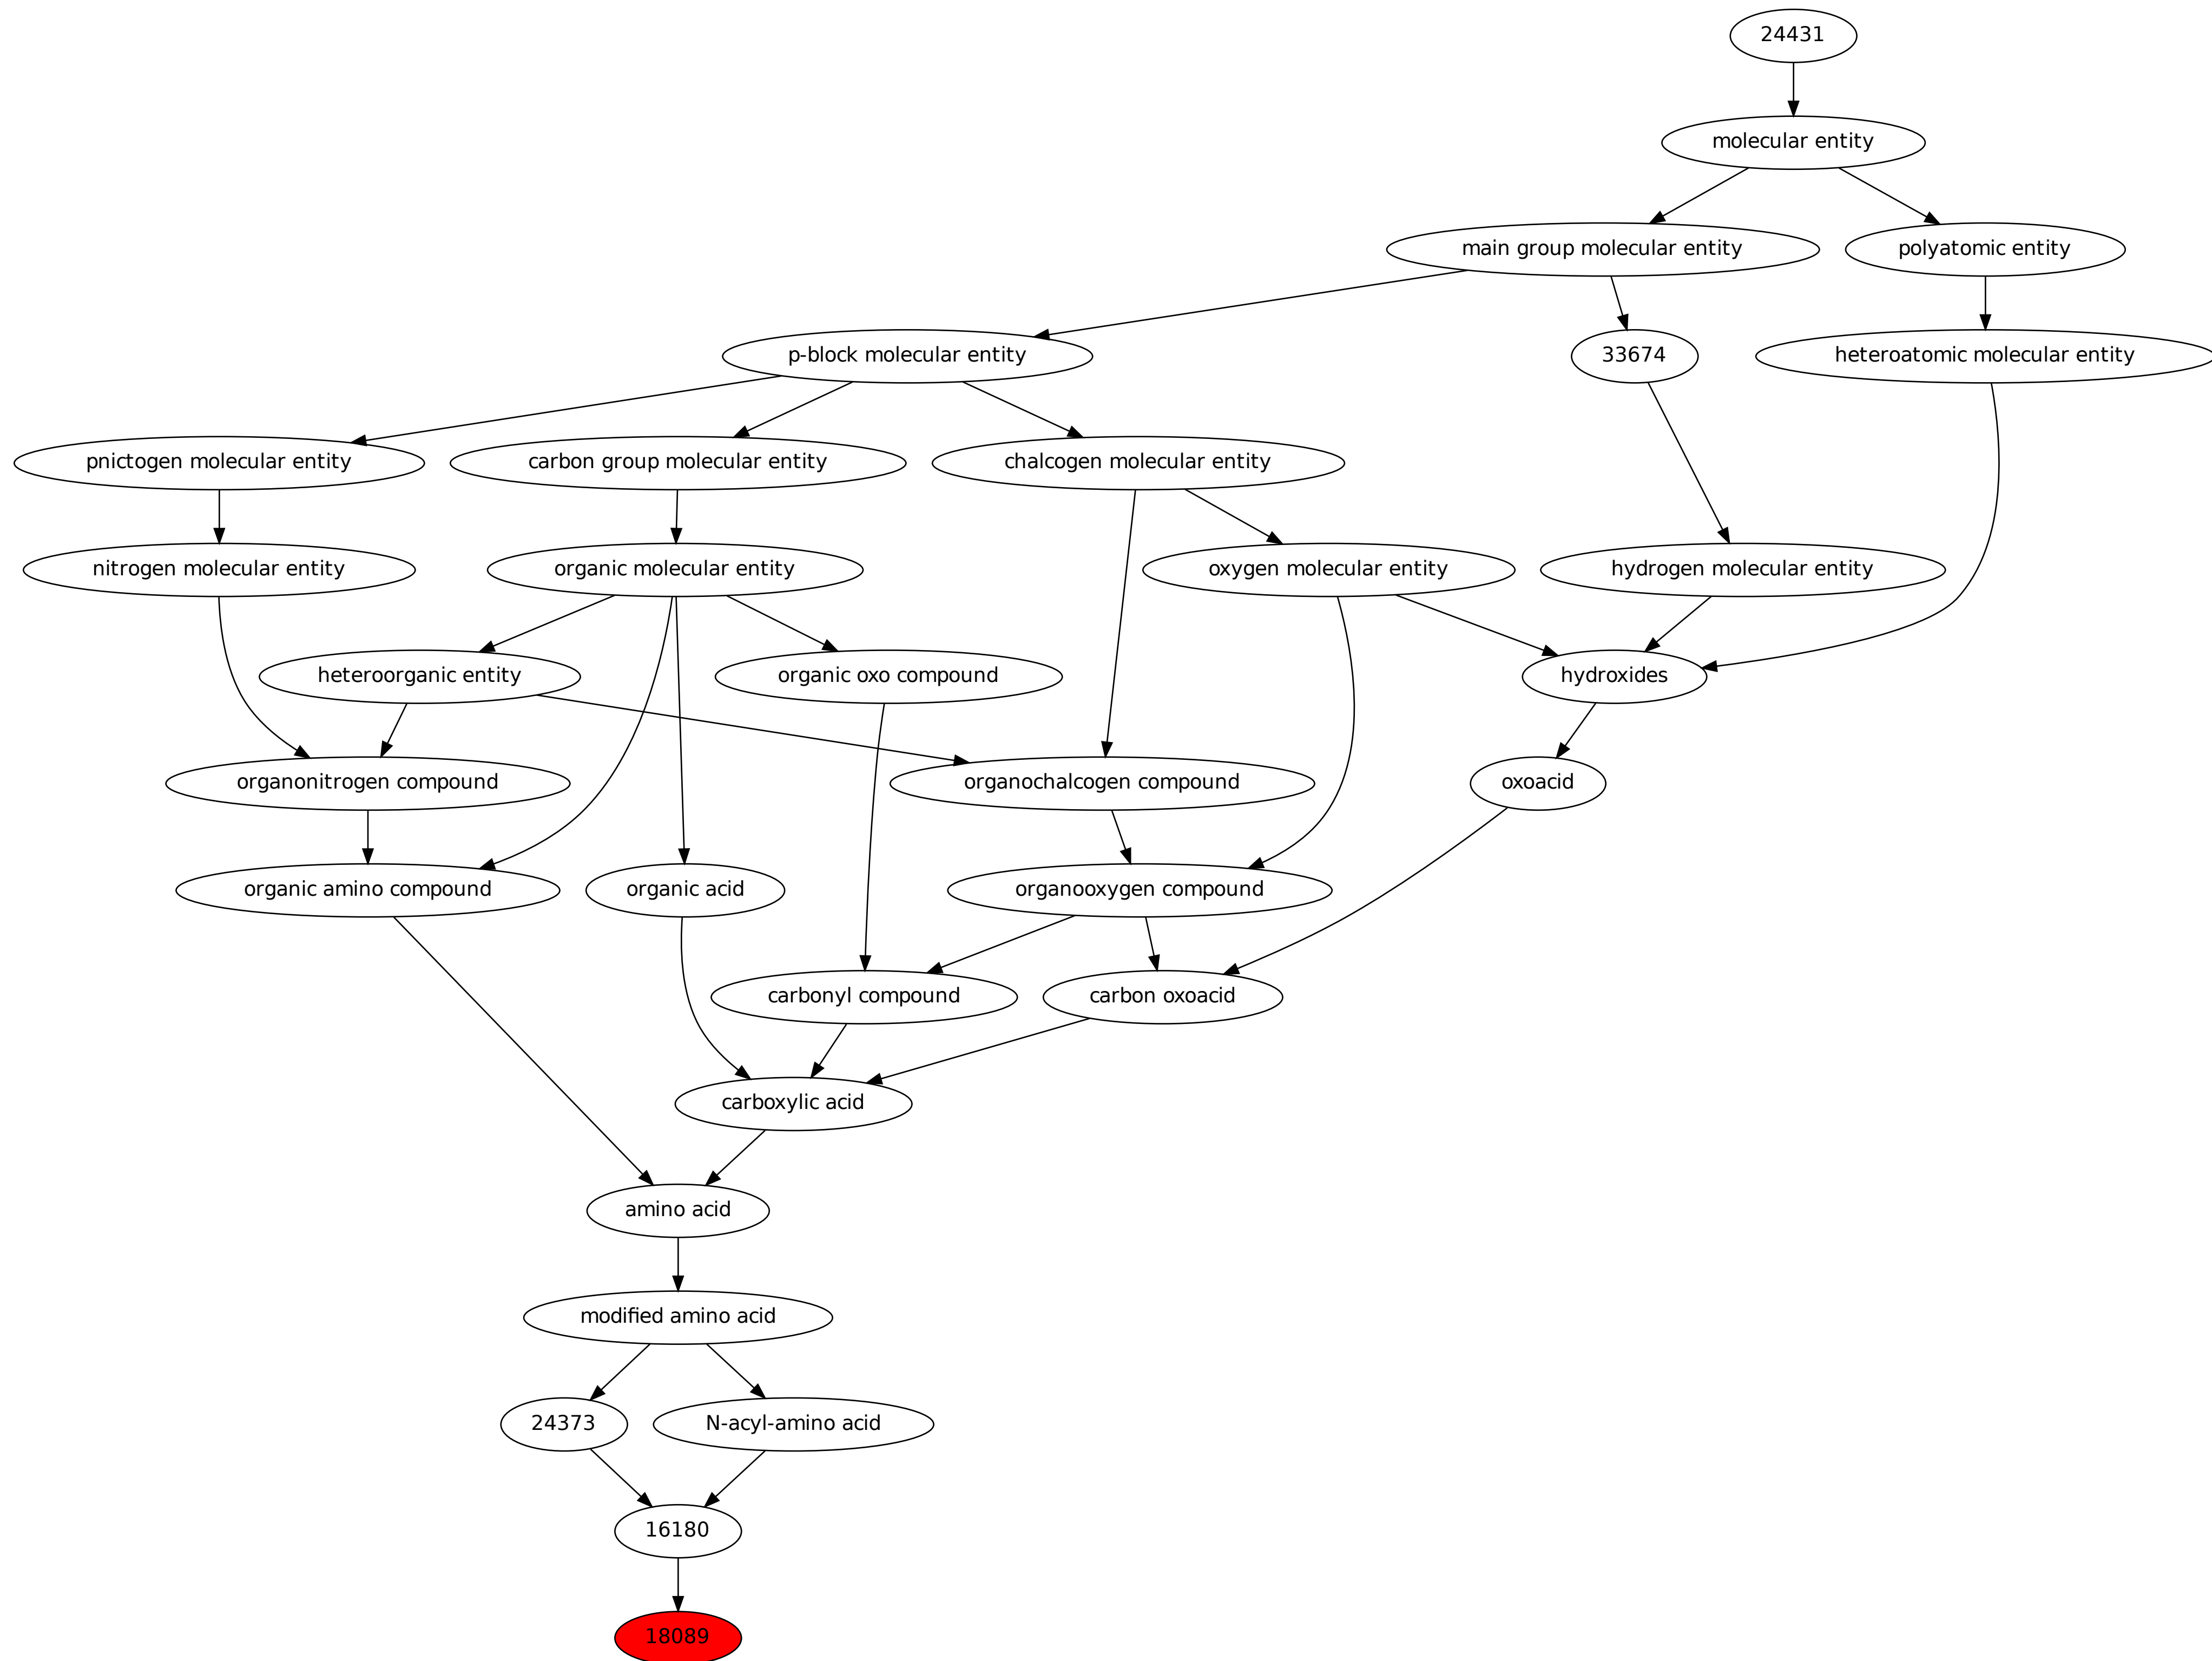 24431
molecular entity
main group molecular entity
polyatomic entity
p-block molecular entity
33674
heteroatomic molecular entity
pnictogen molecular entity
carbon group molecular entity
chalcogen molecular entity
nitrogen molecular entity
organic molecular entity
oxygen molecular entity
hydrogen molecular entity
heteroorganic entity
organic oxo compound
hydroxides
organonitrogen compound
organochalcogen compound
oxoacid
organic amino compound
organic acid
organooxygen compound
carbonyl compound
carbon oxoacid
carboxylic acid
amino acid
modified amino acid
24373
N-acyl-amino acid
16180
18089